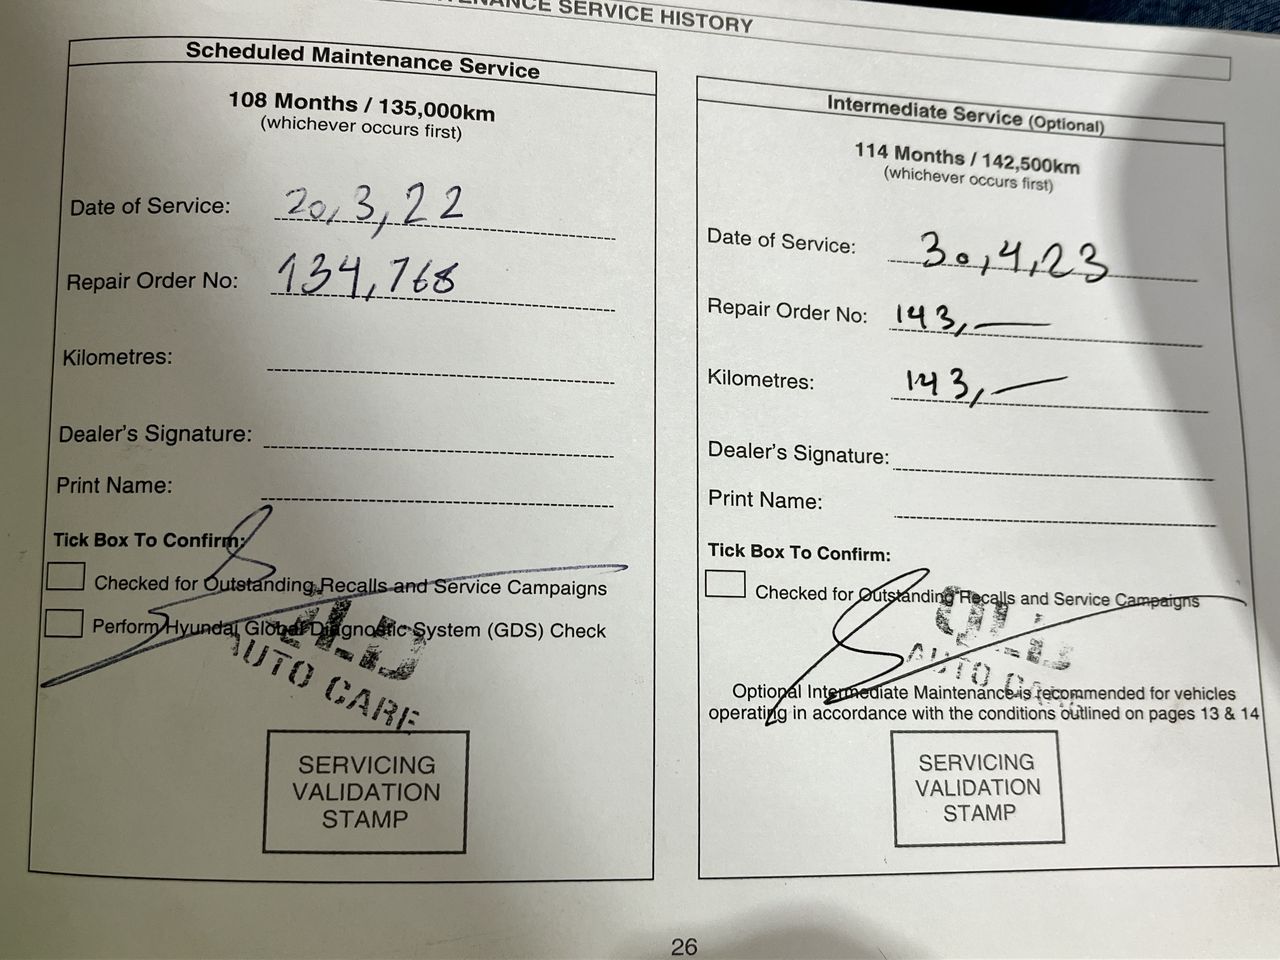 MAINTENANCE SERVICE HISTORY
Scheduled Maintenance Service
108 Months / 135,000km
(whichever occurs first)
Date of Service: 20,3,22
Repair Order No: 134,768
Kilometres:
Dealer's Signature:
Print Name:
Tick Box To Confirm:
Checked for Outstanding Recalls and Service Campaigns
Perform Hyundai Global Diagnostic System (GDS) Check
QLD
AUTO CARE
SERVICING
VALIDATION
STAMP
Intermediate Service (Optional)
114 Months / 142,500km
(whichever occurs first)
Date of Service: 30,4,23
Repair Order No: 143,—
Kilometres: 143,—
Dealer's Signature:
Print Name:
Tick Box To Confirm:
Checked for Outstanding Recalls and Service Campaigns
QLD
AUTO CARE
Optional Intermediate Maintenance is recommended for vehicles
operating in accordance with the conditions outlined on pages 13 & 14
SERVICING
VALIDATION
STAMP
26